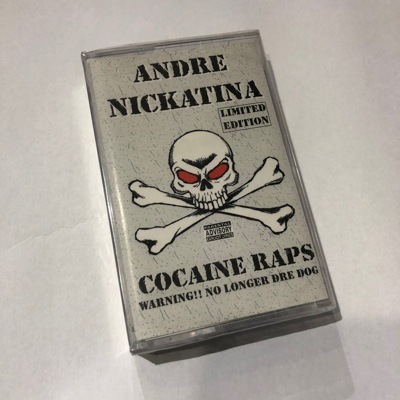 ANDRE
NICKATINA
LIMITED
EDITION
PARENTAL
ADVISORY
EXPLICIT LYRICS
COCAINE RAPS
WARNING!! NO LONGER DRE DOG